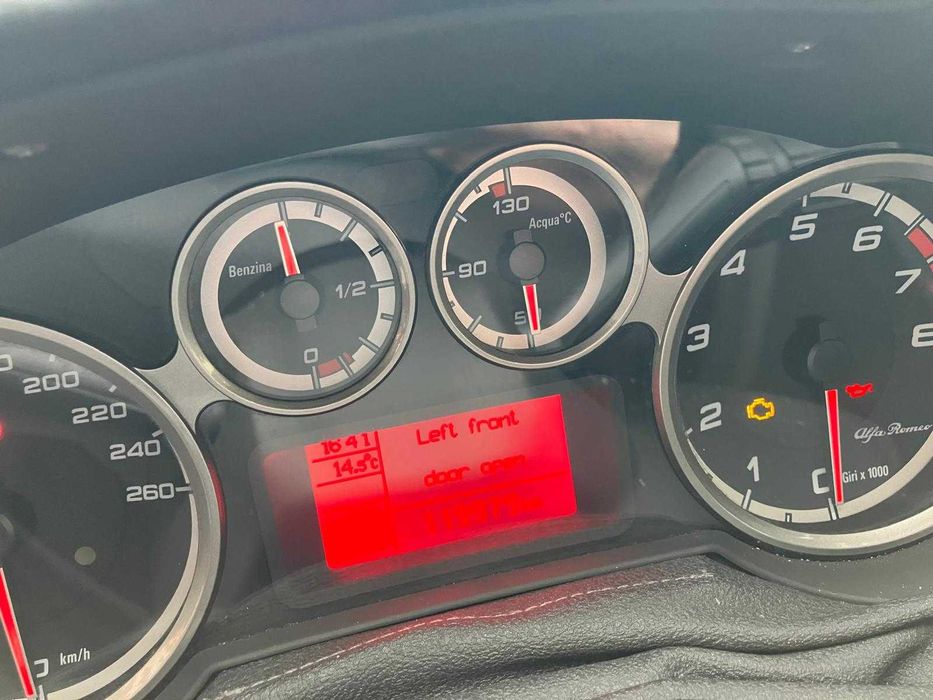 Benzina
1/2
0
130
Acqua°C
90
200
220
240
260
0
km/h
16:41
14.5°c
Left front
door open
1
2
3
4
5
6
7
8
Alfa Romeo
Giri x 1000